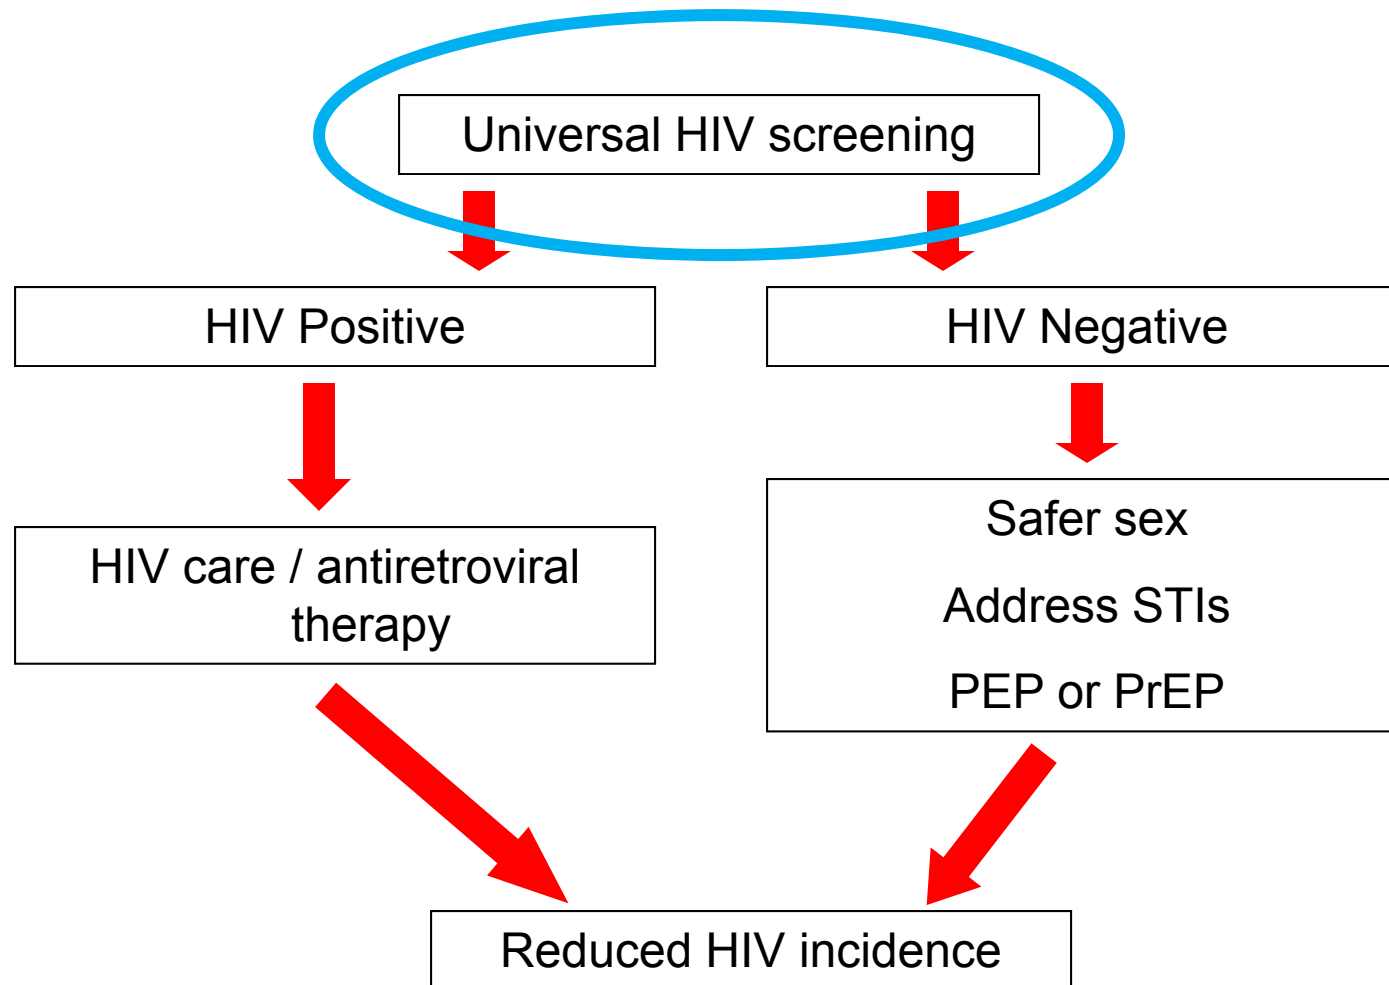 Universal HIV screening
HIV Positive
HIV Negative
HIV care / antiretroviral
therapy
Safer sex
Address STIs
PEP or PrEP
Reduced HIV incidence